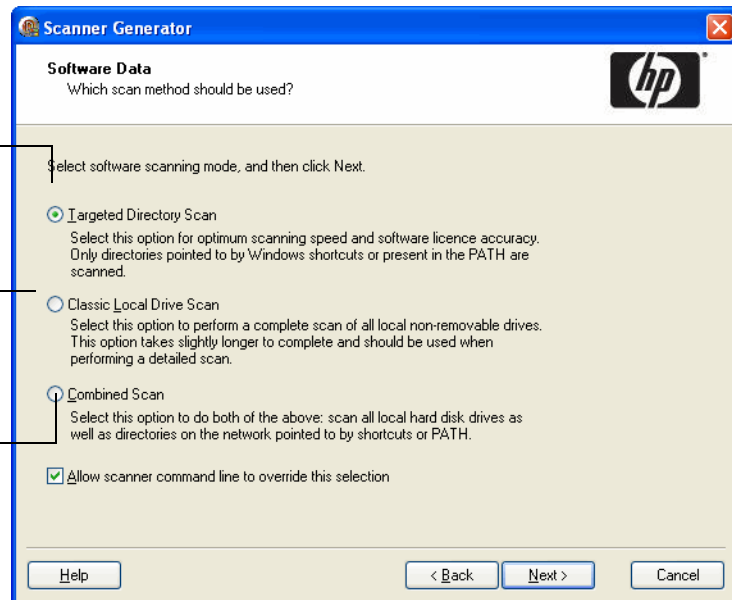 Scanner Generator
Software Data
Which scan method should be used?
hp
Select software scanning mode, and then click Next.
Targeted Directory Scan
Select this option for optimum scanning speed and software licence accuracy.
Only directories pointed to by Windows shortcuts or present in the PATH are
scanned.
Classic Local Drive Scan
Select this option to perform a complete scan of all local non-removable drives.
This option takes slightly longer to complete and should be used when
performing a detailed scan.
Combined Scan
Select this option to do both of the above: scan all local hard disk drives as
well as directories on the network pointed to by shortcuts or PATH.
Allow scanner command line to override this selection
Help
< Back
Next >
Cancel